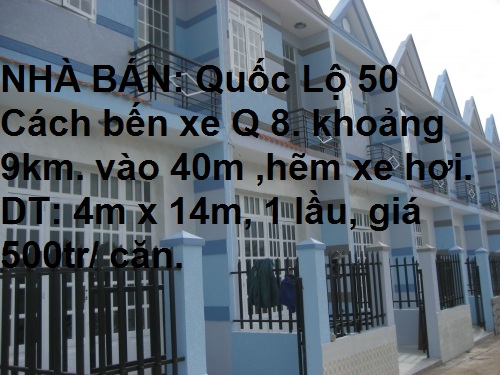 NHÀ BÁN: Quốc Lộ 50
Cách bến xe Q 8. khoảng
9km. vào 40m ,hẽm xe hơi.
DT: 4m x 14m, 1 lầu, giá
500tr/ căn.